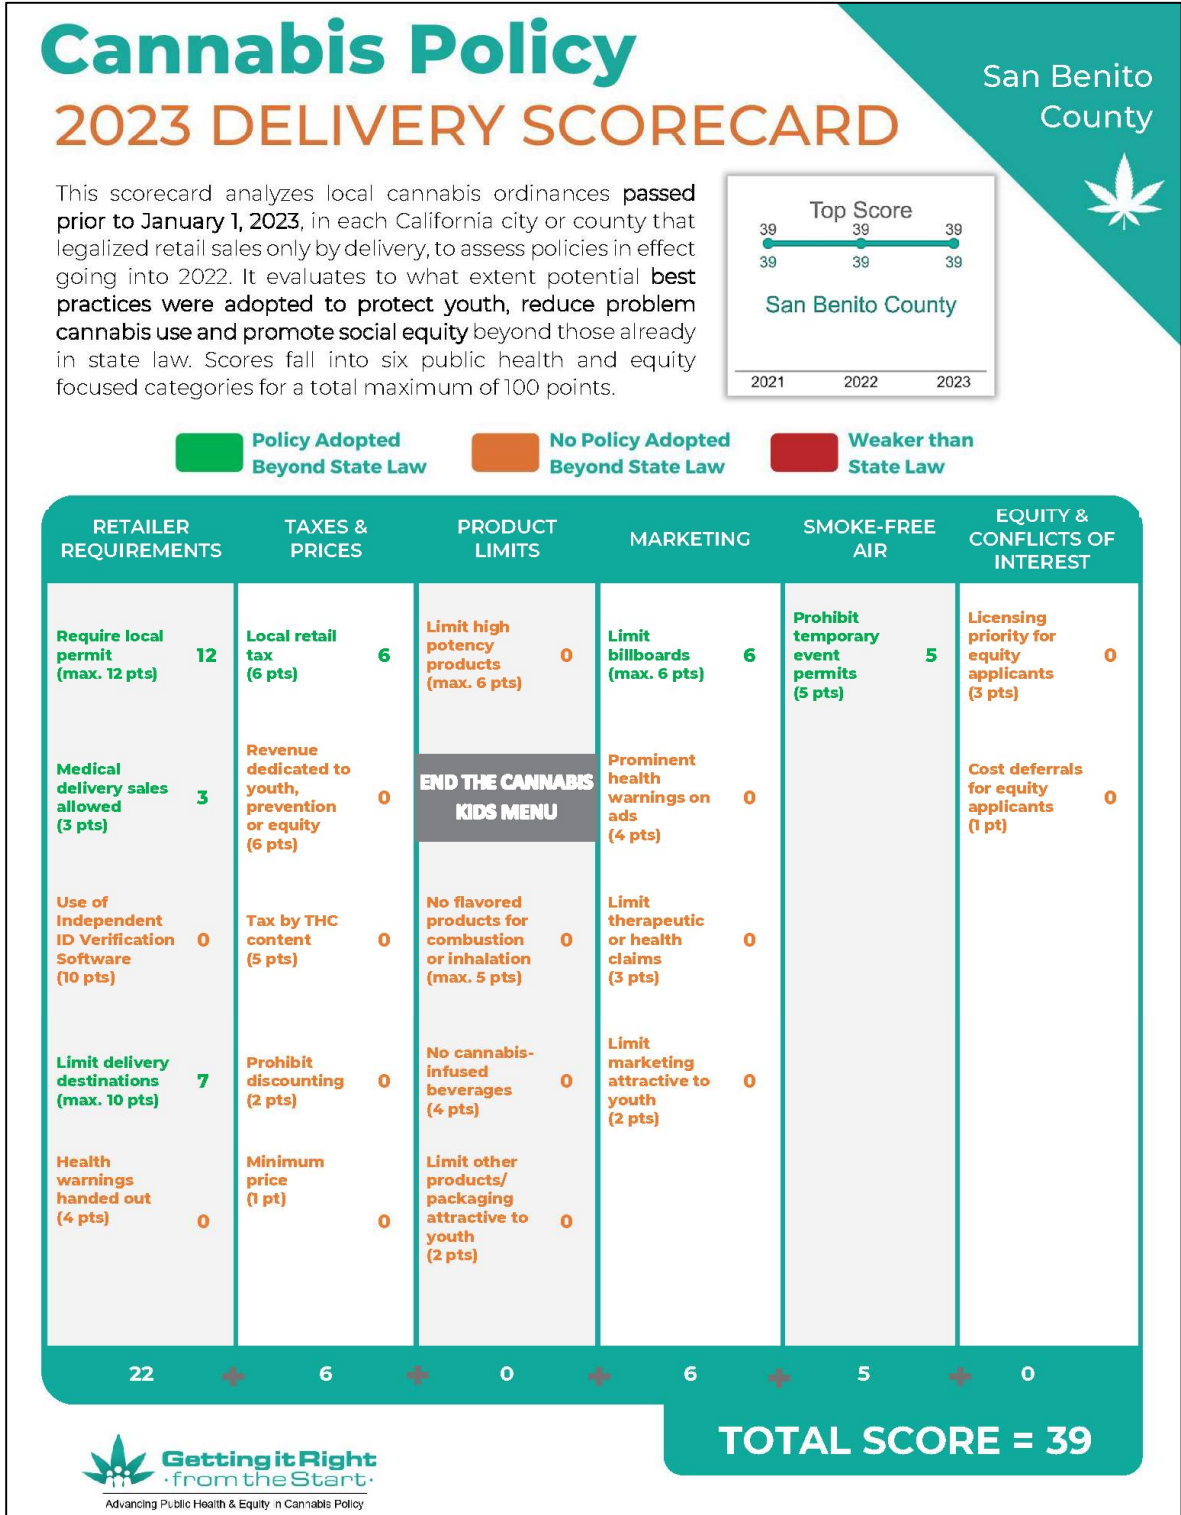 Cannabis Policy
2023 DELIVERY SCORECARD
San Benito
County
This scorecard analyzes local cannabis ordinances passed
prior to January 1, 2023, in each California city or county that
legalized retail sales only by delivery, to assess policies in effect
going into 2022. It evaluates to what extent potential best
practices were adopted to protect youth, reduce problem
cannabis use and promote social equity beyond those already
in state law. Scores fall into six public health and equity
focused categories for a total maximum of 100 points.
Top Score
39 39 39
39 39 39
San Benito County
2021 2022 2023
Policy Adopted
Beyond State Law
No Policy Adopted
Beyond State Law
Weaker than
State Law
RETAILER
REQUIREMENTS
Require local
permit 12
(max. 12 pts)
Medical
delivery sales
allowed 3
(3 pts)
Use of
Independent
ID Verification 0
Software
(10 pts)
Limit delivery
destinations 7
(max. 10 pts)
Health
warnings
handed out
(4 pts) 0
22
TAXES &
PRICES
Local retail
tax 6
(6 pts)
Revenue
dedicated to
youth,
prevention 0
or equity
(6 pts)
Tax by THC
content 0
(5 pts)
Prohibit
discounting 0
(2 pts)
Minimum
price
(1 pt)
0
+ 6
PRODUCT
LIMITS
Limit high
potency
products 0
(max. 6 pts)
END THE CANNABIS
KIDS MENU
No flavored
products for
combustion 0
or inhalation
(max. 5 pts)
No cannabis-
infused
beverages 0
(4 pts)
Limit other
products/
packaging
attractive to 0
youth
(2 pts)
+ 0
MARKETING
Limit
billboards 6
(max. 6 pts)
Prominent
health
warnings on 0
ads
(4 pts)
Limit
therapeutic
or health 0
claims
(3 pts)
Limit
marketing
attractive to 0
youth
(2 pts)
+ 6
SMOKE-FREE
AIR
Prohibit
temporary
event 5
permits
(5 pts)
+ 5
EQUITY &
CONFLICTS OF
INTEREST
Licensing
priority for
equity 0
applicants
(3 pts)
Cost deferrals
for equity 0
applicants
(1 pt)
+ 0
TOTAL SCORE = 39
Getting it Right
·from the Start·
Advancing Public Health & Equity in Cannabis Policy